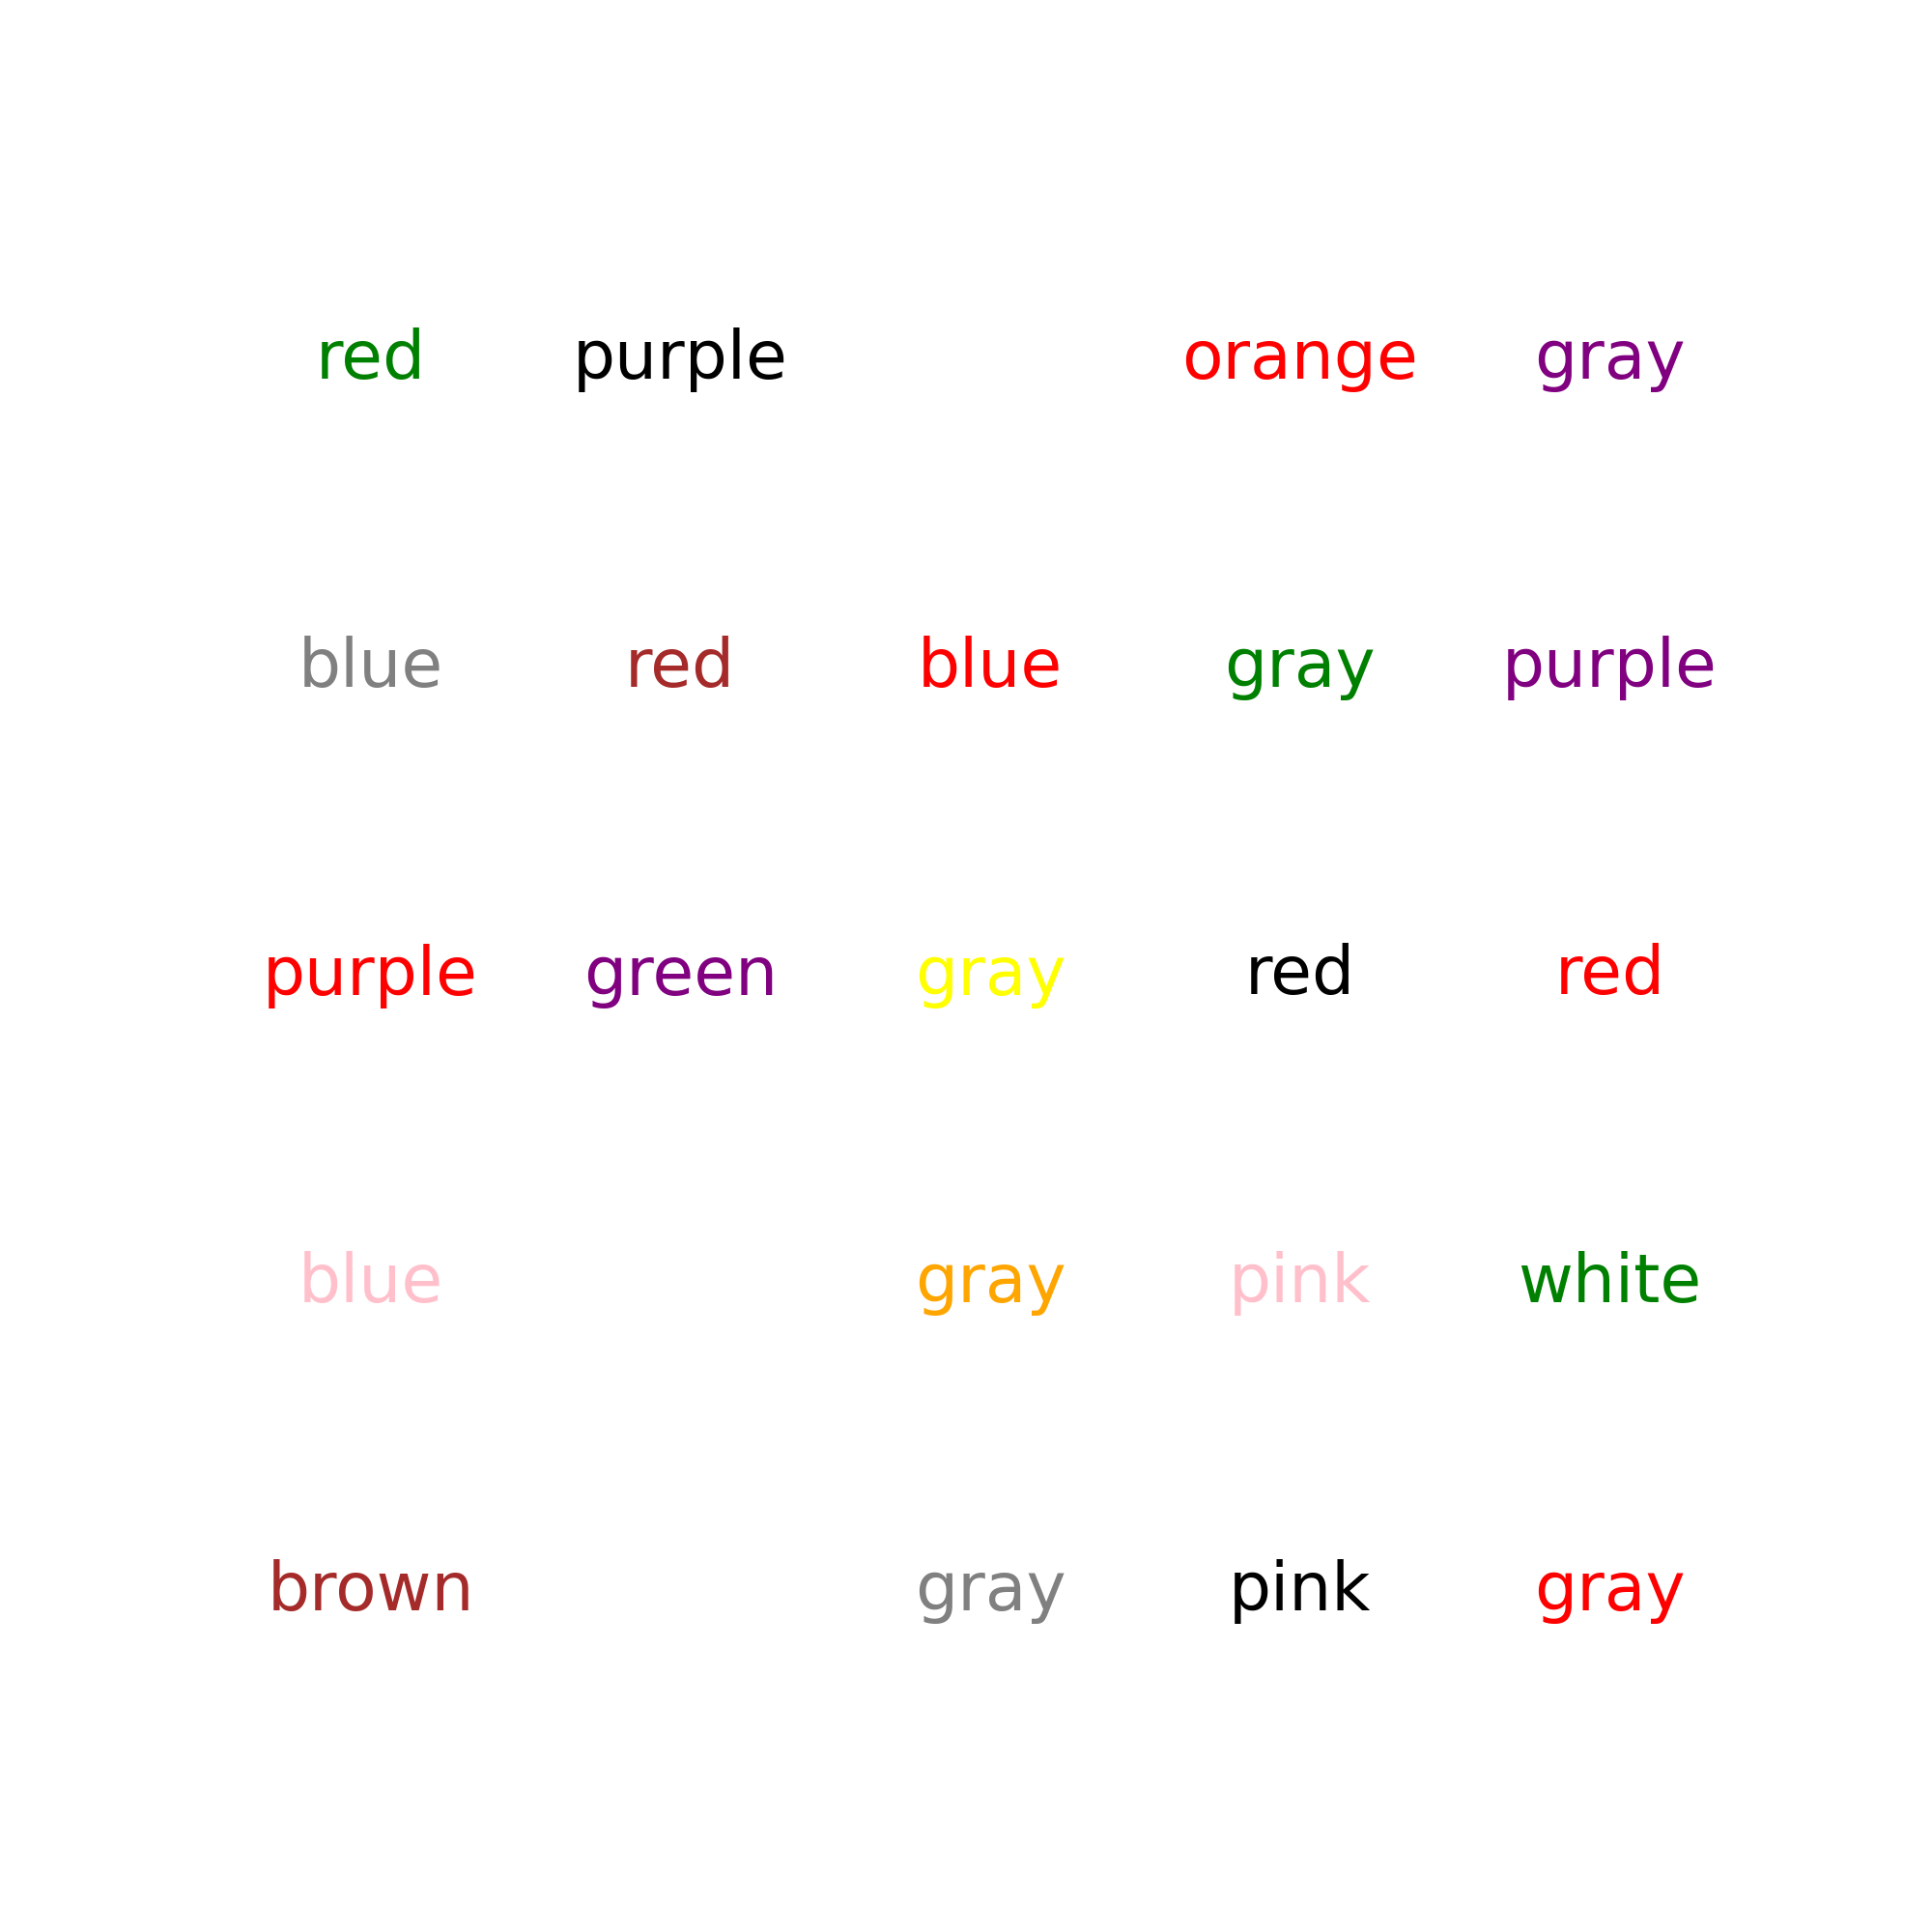 red purple orange gray
blue red blue gray purple
purple green gray red red
blue gray pink white
brown gray pink gray